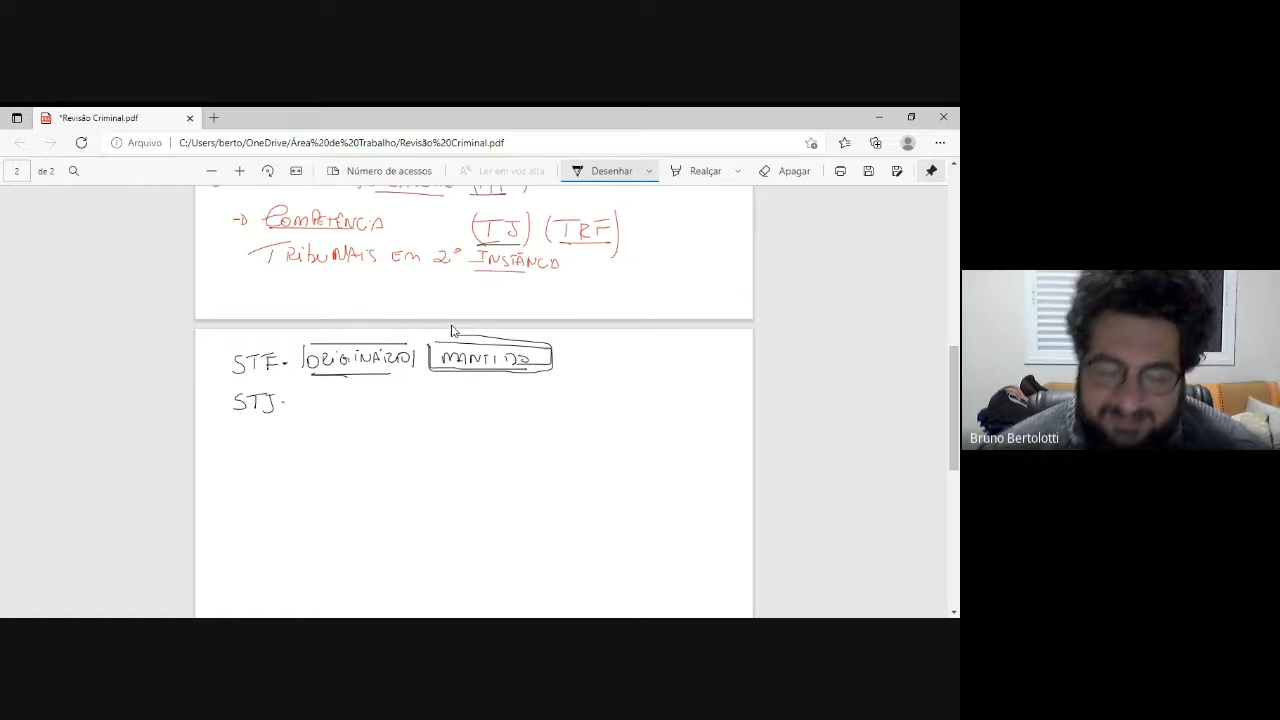 *Revisão Criminal.pdf
Arquivo C:/Users/berto/OneDrive/Área%20de%20Trabalho/Revisão%20Criminal.pdf
2 de 2 Número de acessos Ler em voz alta Desenhar Realçar Apagar
COMPETÊNCIA (TJ) (TRF)
TRIBUNAIS EM 2ª INSTÂNCIA
STF - ORIGINÁRIO MANTIDO
STJ -
Bruno Bertolotti